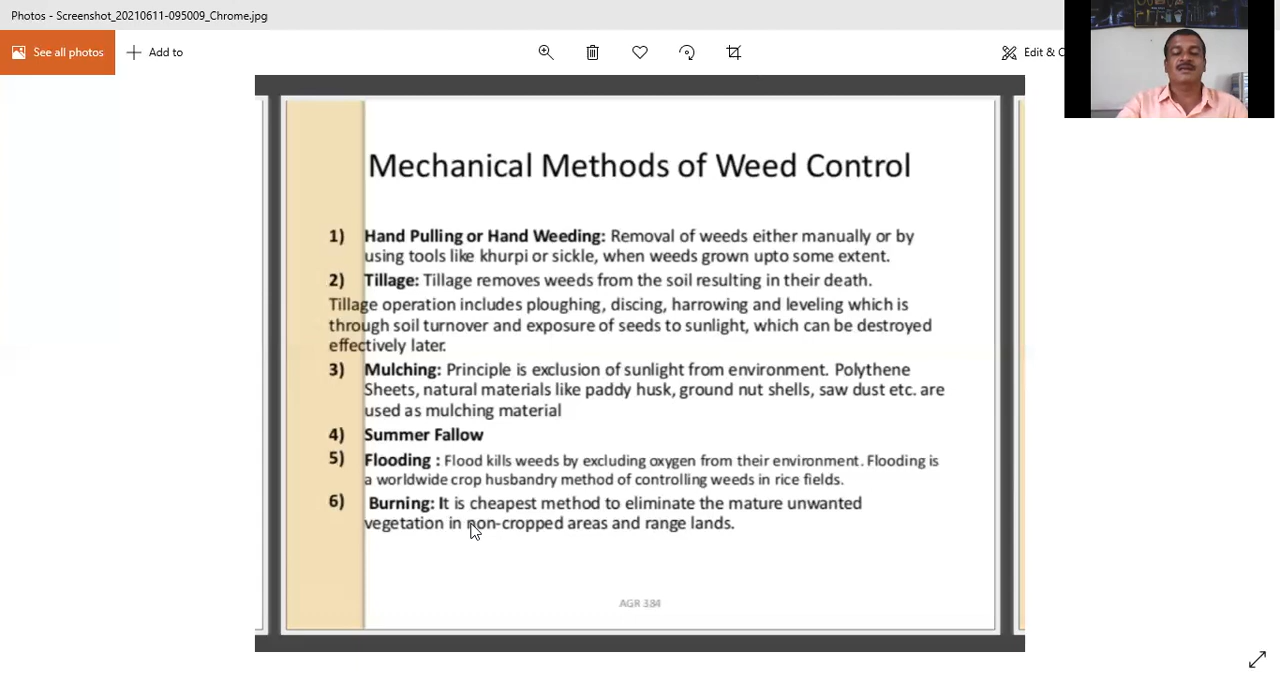 Photos - Screenshot_20210611-095009_Chrome.jpg
See all photos
Add to
Edit & C
Mechanical Methods of Weed Control
1) Hand Pulling or Hand Weeding: Removal of weeds either manually or by
using tools like khurpi or sickle, when weeds grown upto some extent.
2) Tillage: Tillage removes weeds from the soil resulting in their death.
Tillage operation includes ploughing, discing, harrowing and leveling which is
through soil turnover and exposure of seeds to sunlight, which can be destroyed
effectively later.
3) Mulching: Principle is exclusion of sunlight from environment. Polythene
Sheets, natural materials like paddy husk, ground nut shells, saw dust etc. are
used as mulching material
4) Summer Fallow
5) Flooding : Flood kills weeds by excluding oxygen from their environment. Flooding is
a worldwide crop husbandry method of controlling weeds in rice fields.
6) Burning: It is cheapest method to eliminate the mature unwanted
vegetation in non-cropped areas and range lands.
AGR 384